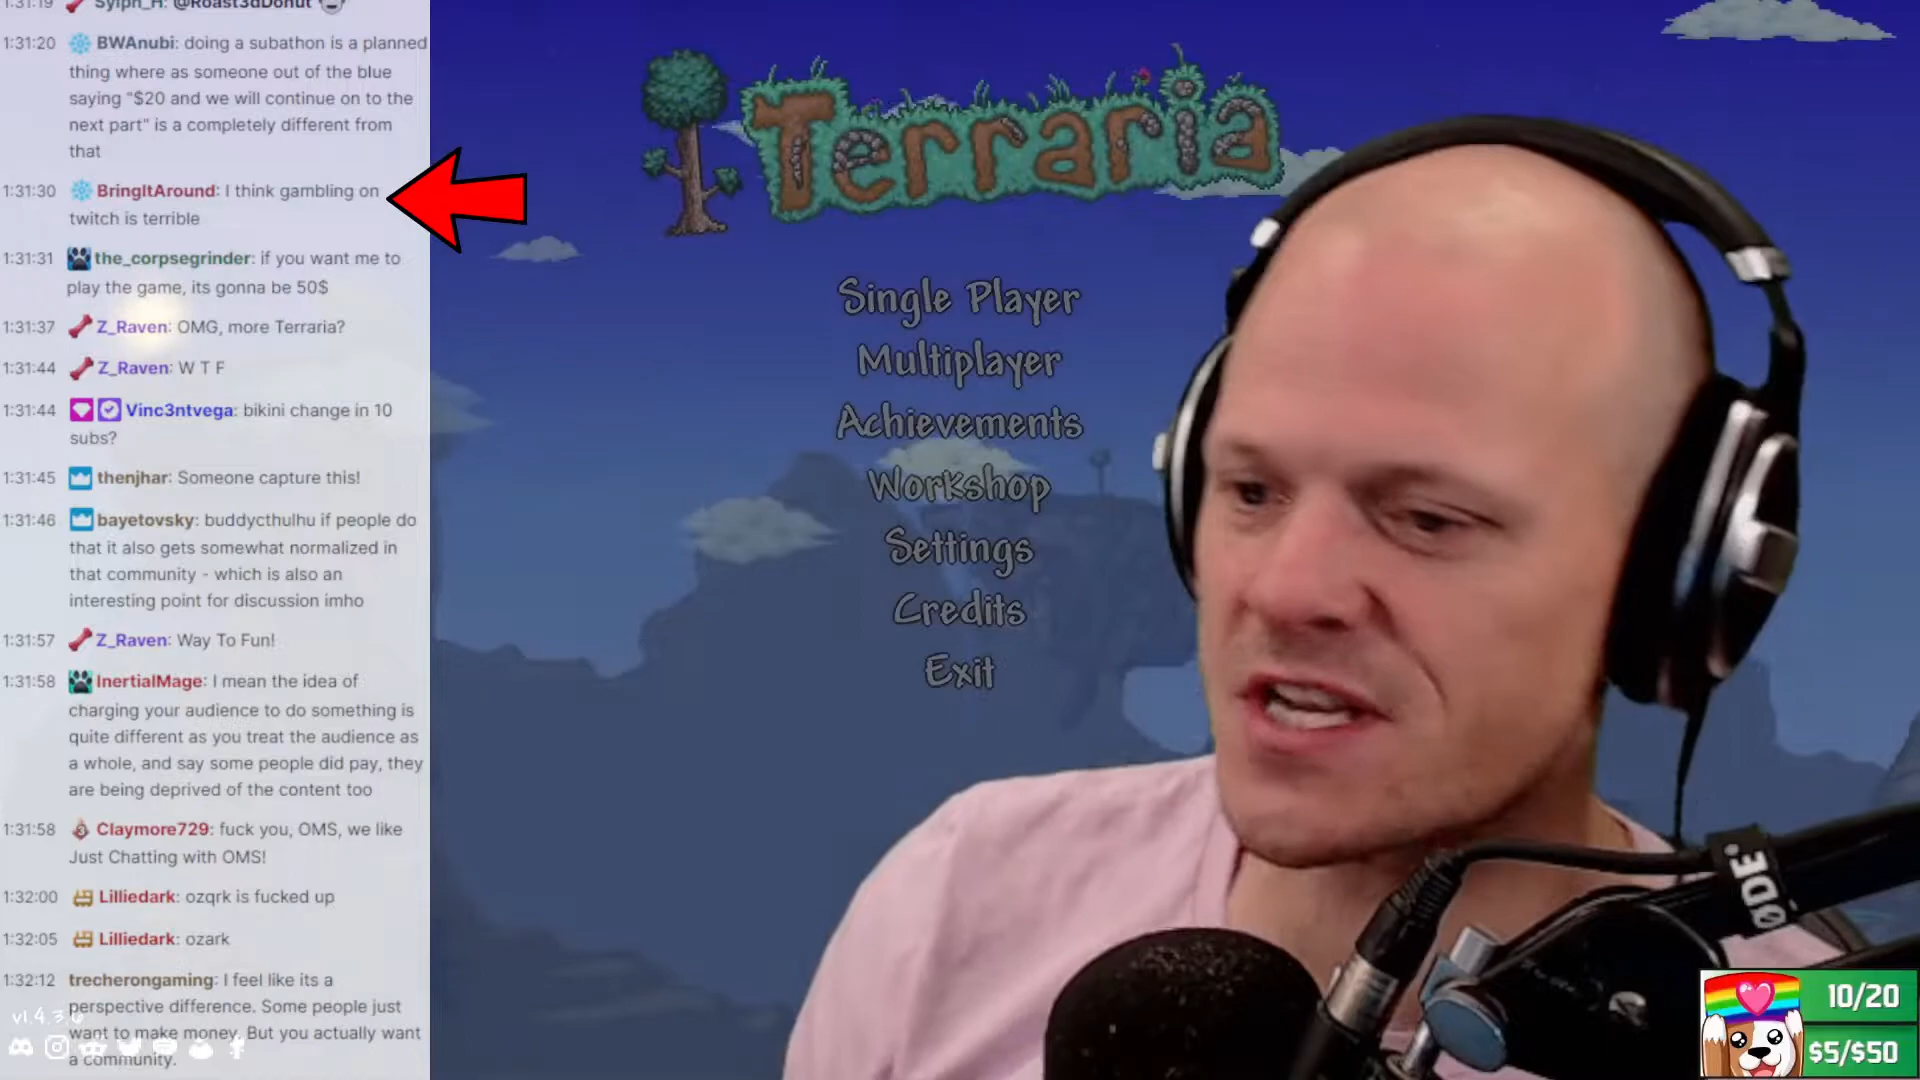 1:31:19 Sylph_H: @Roast3dDonut
1:31:20 BWAnubi: doing a subathon is a planned
thing where as someone out of the blue
saying "$20 and we will continue on to the
next part" is a completely different from
that
1:31:30 BringItAround: I think gambling on
twitch is terrible
1:31:31 the_corpsegrinder: if you want me to
play the game, its gonna be 50$
1:31:37 Z_Raven: OMG, more Terraria?
1:31:44 Z_Raven: W T F
1:31:44 Vinc3ntvega: bikini change in 10
subs?
1:31:45 thenjhar: Someone capture this!
1:31:46 bayetovsky: buddycthulhu if people do
that it also gets somewhat normalized in
that community - which is also an
interesting point for discussion imho
1:31:57 Z_Raven: Way To Fun!
1:31:58 InertialMage: I mean the idea of
charging your audience to do something is
quite different as you treat the audience as
a whole, and say some people did pay, they
are being deprived of the content too
1:31:58 Claymore729: fuck you, OMS, we like
Just Chatting with OMS!
1:32:00 Lilliedark: ozqrk is fucked up
1:32:05 Lilliedark: ozark
1:32:12 trecherongaming: I feel like its a
perspective difference. Some people just
want to make money. But you actually want
a community.
v1.4.3.6
Terraria
Single Player
Multiplayer
Achievements
Workshop
Settings
Credits
Exit
RØDE
10/20
$5/$50